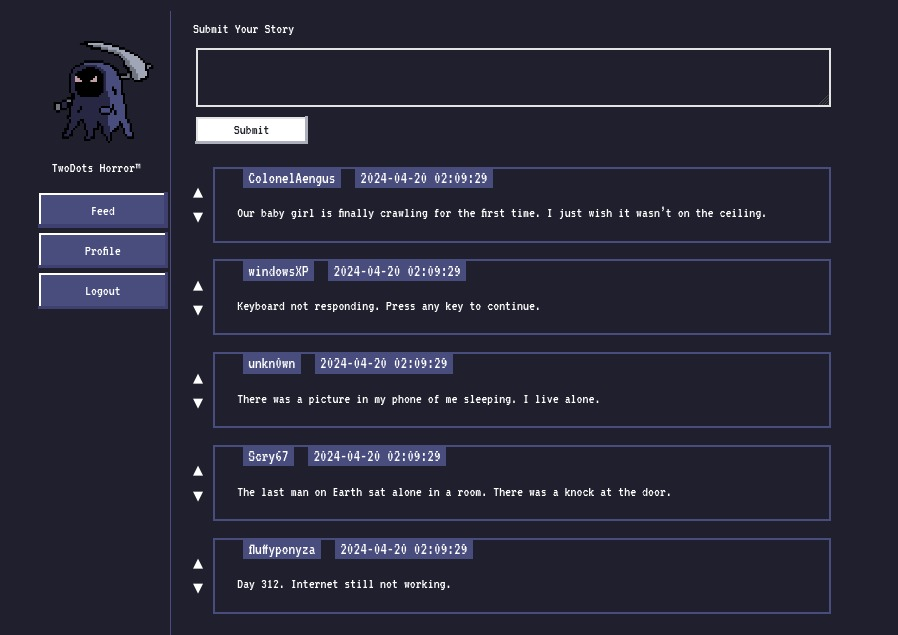 Submit Your Story
Submit
TwoDots Horror™
Feed
Profile
Logout
ColonelAengus 2024-04-20 02:09:29
Our baby girl is finally crawling for the first time. I just wish it wasn't on the ceiling.
windowsXP 2024-04-20 02:09:29
Keyboard not responding. Press any key to continue.
unkn0wn 2024-04-20 02:09:29
There was a picture in my phone of me sleeping. I live alone.
Scry67 2024-04-20 02:09:29
The last man on Earth sat alone in a room. There was a knock at the door.
fluffyponyza 2024-04-20 02:09:29
Day 312. Internet still not working.